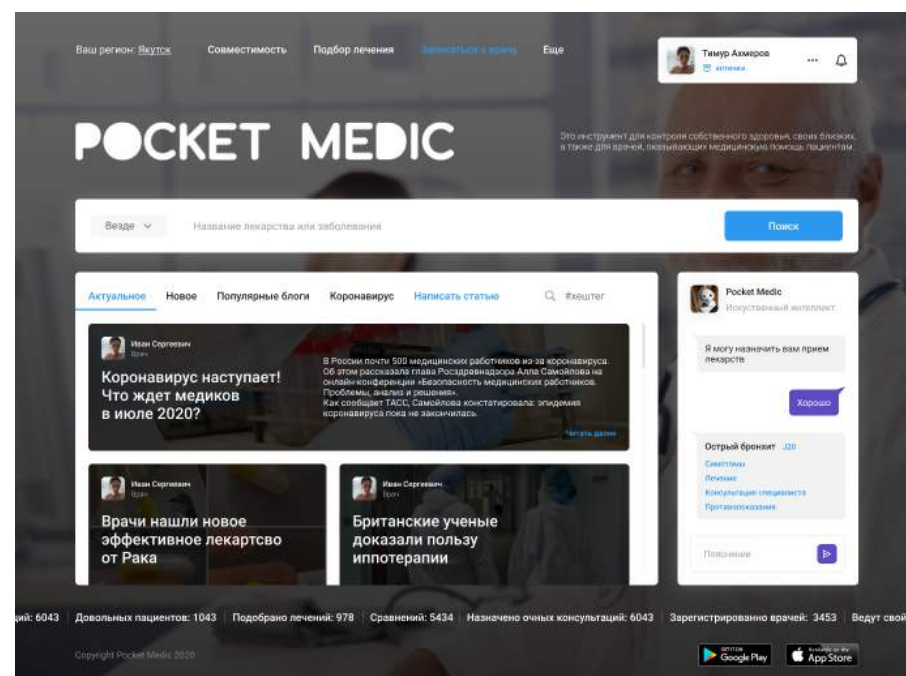 Ваш регион: Якутск Совместимость Подбор лечения Записаться к врачу Еще
Тимур Ахмеров
аптечка
POCKET MEDIC
Это инструмент для контроля собственного здоровья, своих близких,
а также для врачей, оказывающих медицинскую помощь пациентам.
Везде Название лекарства или заболевания Поиск
Актуальное Новое Популярные блоги Коронавирус Написать статью #хештег
Иван Сергеевич
Врач
Коронавирус наступает!
Что ждет медиков
в июле 2020?
В России почти 500 медицинских работников из-за коронавируса.
Об этом рассказала глава Росздравнадзора Алла Самойлова на
онлайн-конференции «Безопасность медицинских работников.
Проблемы, анализ и решения».
Как сообщает ТАСС, Самойлова констатировала: эпидемия
коронавируса пока не закончилась.
Читать далее
Иван Сергеевич
Врач
Врачи нашли новое
эффективное лекартсво
от Рака
Иван Сергеевич
Врач
Британские ученые
доказали пользу
иппотерапии
Pocket Medic
Искуственный интеллект
Я могу назначить вам прием
лекарств
Хорошо
Острый бронхит J20
Симптомы
Лечение
Консультация специалиста
Противопоказания
Пояснение
ций: 6043 Довольных пациентов: 1043 Подобрано лечений: 978 Сравнений: 5434 Назначено очных консультаций: 6043 Зарегистрированно врачей: 3453 Ведут свой
Copyright Pocket Medic 2020
GET IT ON
Google Play
Available on the
App Store